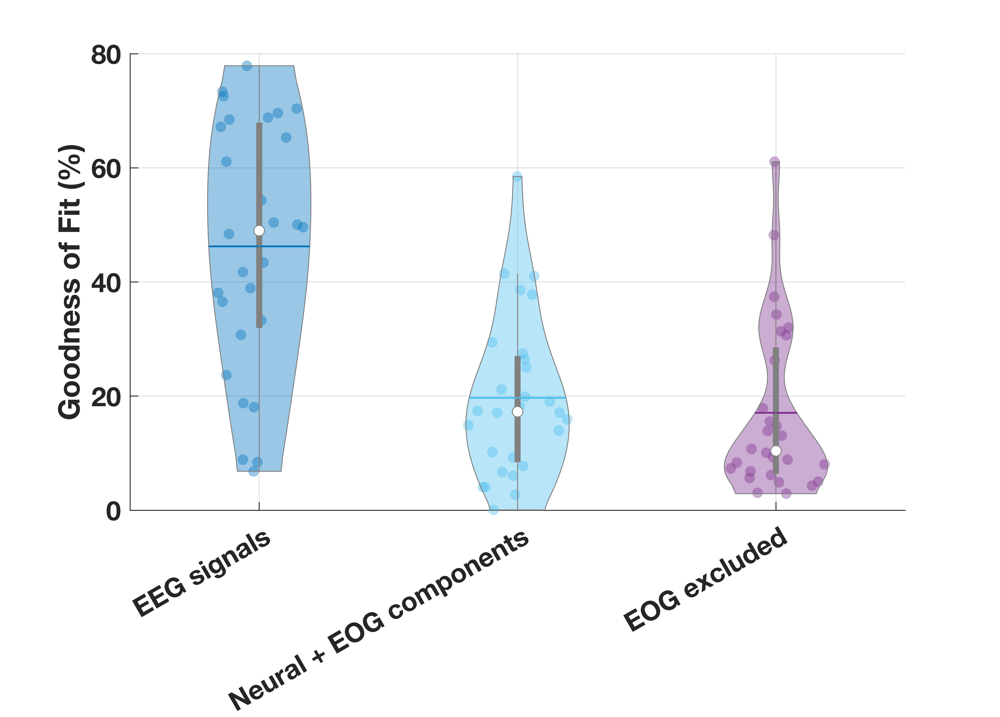 Goodness of Fit (%)
80
60
40
20
0
EEG signals
Neural + EOG components
EOG excluded